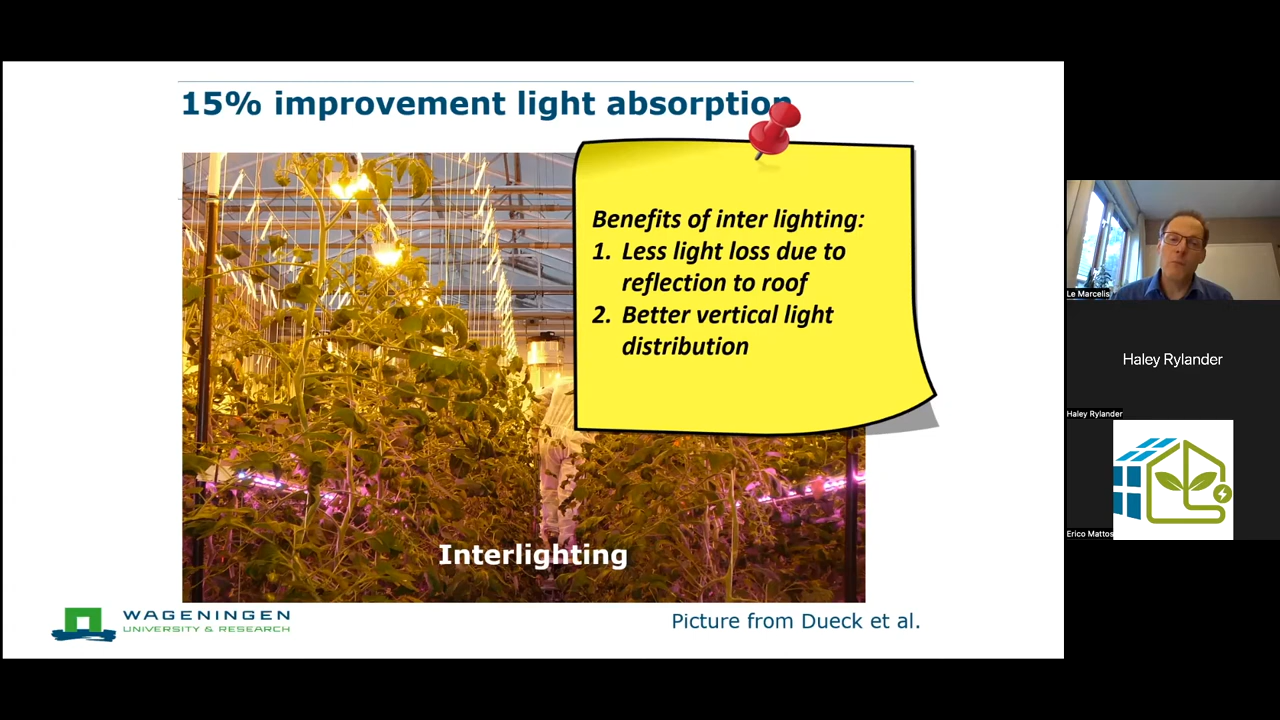 15% improvement light absorption
Benefits of inter lighting:
1. Less light loss due to
reflection to roof
2. Better vertical light
distribution
Interlighting
WAGENINGEN
UNIVERSITY & RESEARCH
Picture from Dueck et al.
Le Marcelis
Haley Rylander
Haley Rylander
Erico Mattos